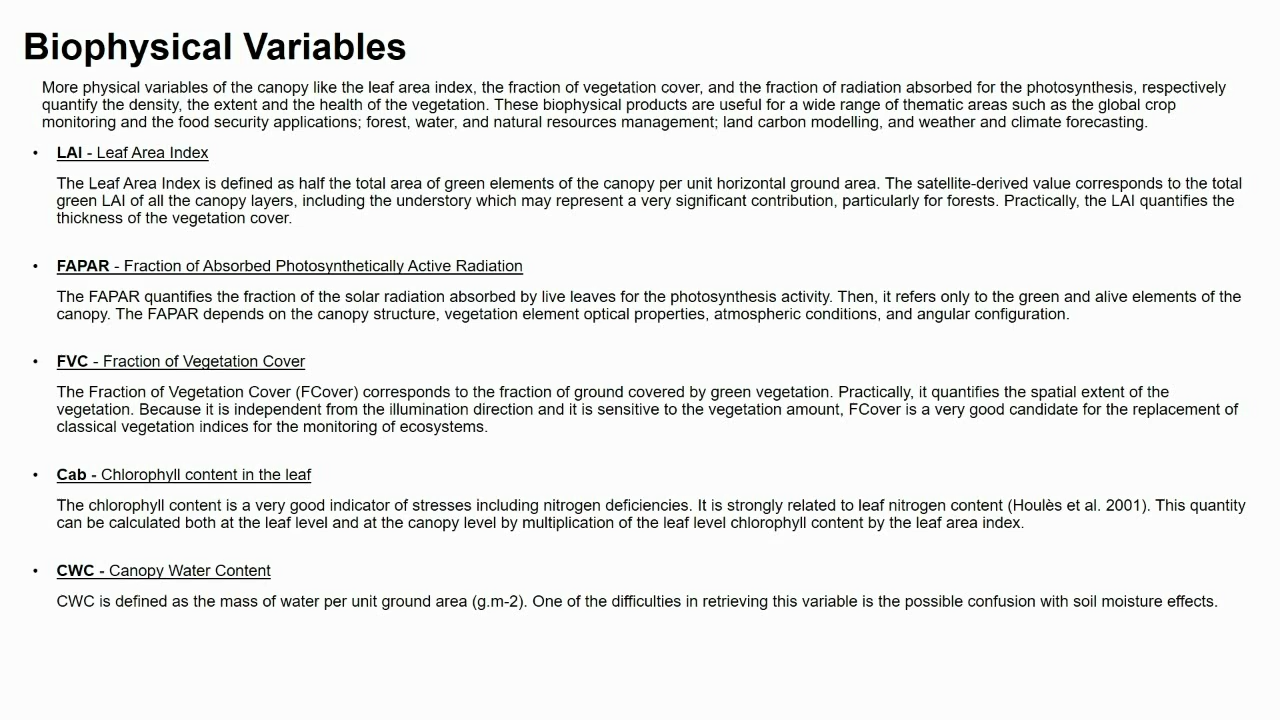 Biophysical Variables
More physical variables of the canopy like the leaf area index, the fraction of vegetation cover, and the fraction of radiation absorbed for the photosynthesis, respectively
quantify the density, the extent and the health of the vegetation. These biophysical products are useful for a wide range of thematic areas such as the global crop
monitoring and the food security applications; forest, water, and natural resources management; land carbon modelling, and weather and climate forecasting.
• LAI - Leaf Area Index
The Leaf Area Index is defined as half the total area of green elements of the canopy per unit horizontal ground area. The satellite-derived value corresponds to the total
green LAI of all the canopy layers, including the understory which may represent a very significant contribution, particularly for forests. Practically, the LAI quantifies the
thickness of the vegetation cover.
• FAPAR - Fraction of Absorbed Photosynthetically Active Radiation
The FAPAR quantifies the fraction of the solar radiation absorbed by live leaves for the photosynthesis activity. Then, it refers only to the green and alive elements of the
canopy. The FAPAR depends on the canopy structure, vegetation element optical properties, atmospheric conditions, and angular configuration.
• FVC - Fraction of Vegetation Cover
The Fraction of Vegetation Cover (FCover) corresponds to the fraction of ground covered by green vegetation. Practically, it quantifies the spatial extent of the
vegetation. Because it is independent from the illumination direction and it is sensitive to the vegetation amount, FCover is a very good candidate for the replacement of
classical vegetation indices for the monitoring of ecosystems.
• Cab - Chlorophyll content in the leaf
The chlorophyll content is a very good indicator of stresses including nitrogen deficiencies. It is strongly related to leaf nitrogen content (Houlès et al. 2001). This quantity
can be calculated both at the leaf level and at the canopy level by multiplication of the leaf level chlorophyll content by the leaf area index.
• CWC - Canopy Water Content
CWC is defined as the mass of water per unit ground area (g.m-2). One of the difficulties in retrieving this variable is the possible confusion with soil moisture effects.